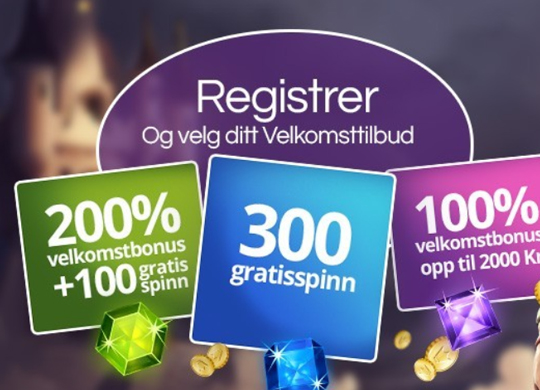 Registrer
Og velg ditt Velkomsttilbud
200%
velkomstbonus
+100 gratis
spinn
300
gratisspinn
100%
velkomstbonus
opp til 2000 Kr